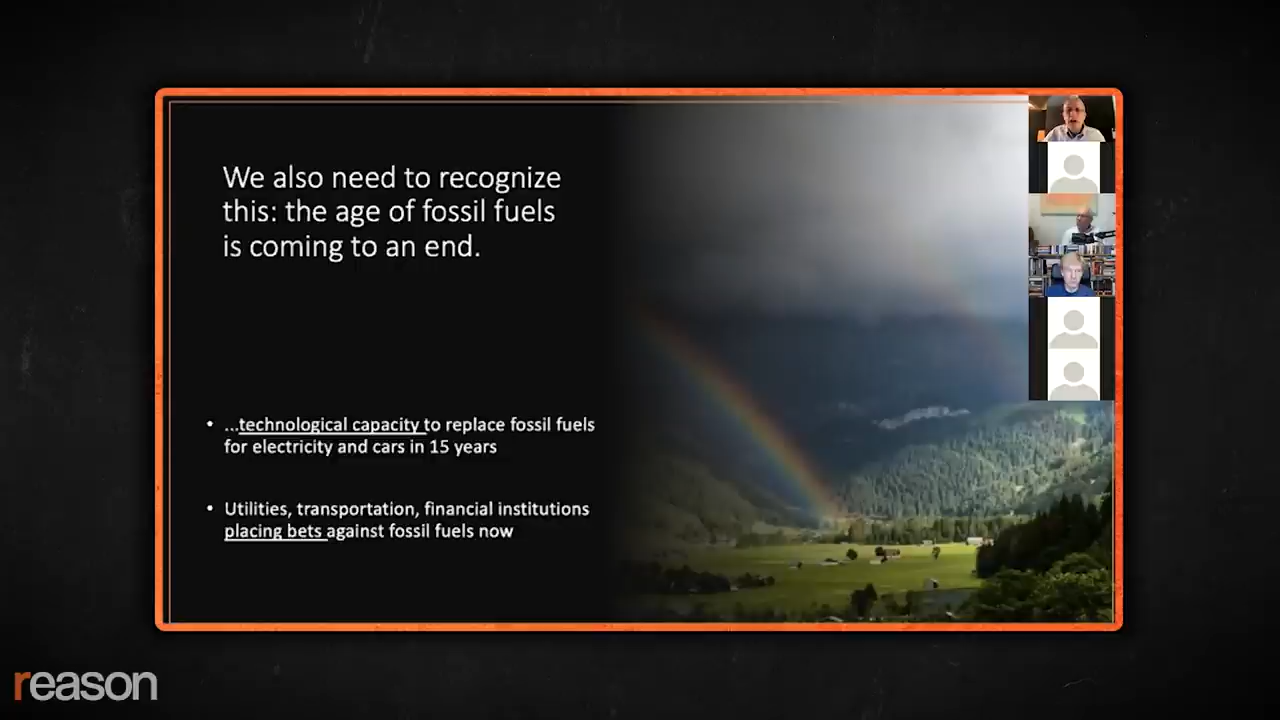 We also need to recognize
this: the age of fossil fuels
is coming to an end.
• ...technological capacity to replace fossil fuels
for electricity and cars in 15 years
• Utilities, transportation, financial institutions
placing bets against fossil fuels now
reason